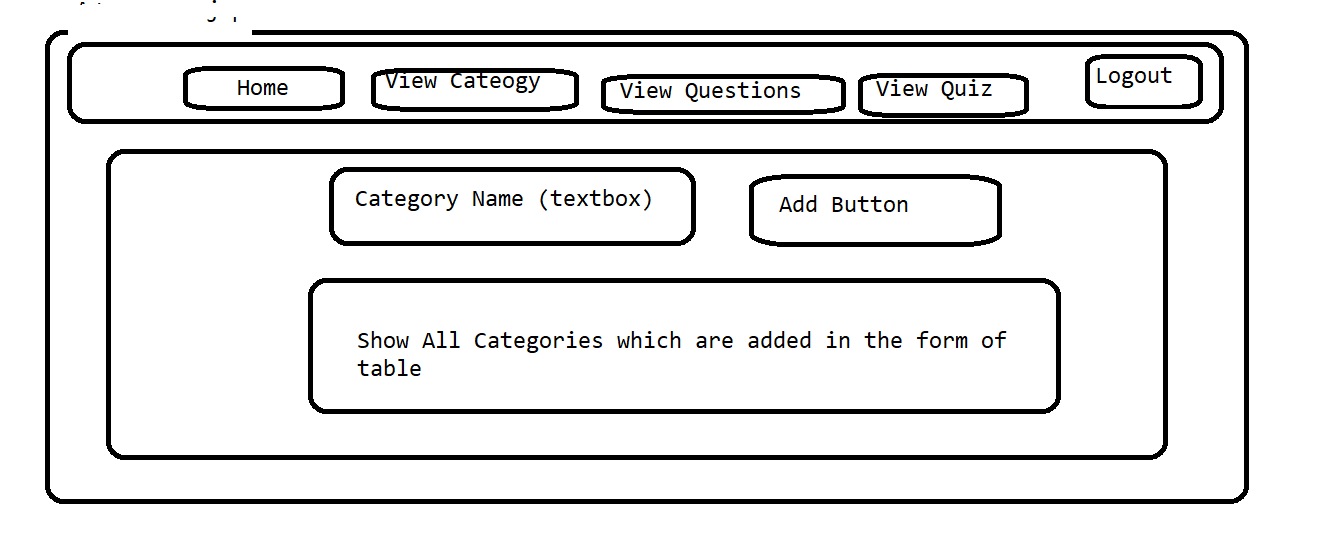 Home
View Cateogy
View Questions
View Quiz
Logout
Category Name (textbox)
Add Button
Show All Categories which are added in the form of
table